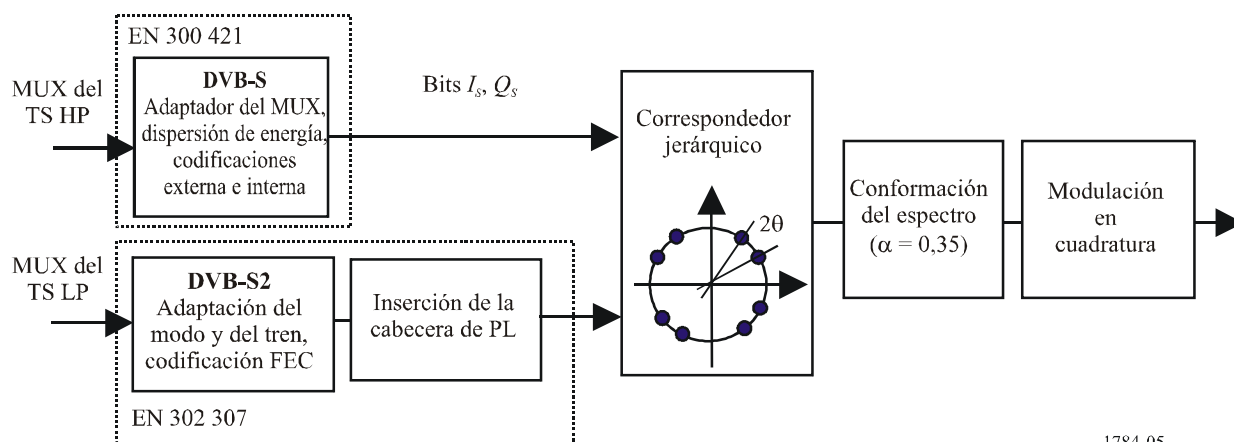 EN 300 421
MUX del
TS HP
DVB-S
Adaptador del MUX,
dispersión de energía,
codificaciones
externa e interna
Bits Is, Qs
MUX del
TS LP
DVB-S2
Adaptación del
modo y del tren,
codificación FEC
Inserción de la
cabecera de PL
EN 302 307
Correspondedor
jerárquico
2θ
Conformación
del espectro
(α = 0,35)
Modulación
en
cuadratura
1784-05